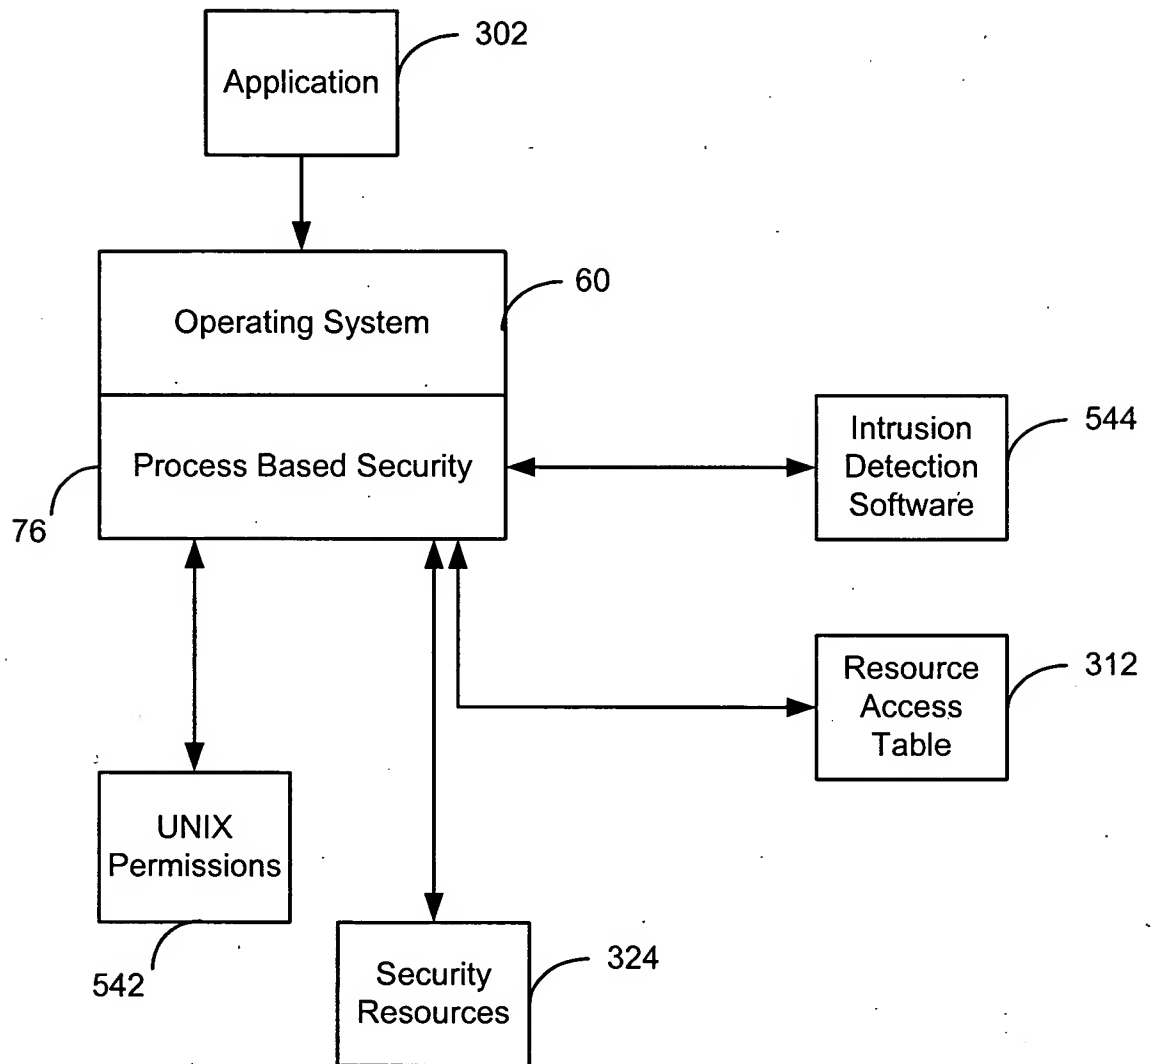 302
Application
60
Operating System
Process Based Security
76
Intrusion
Detection
Software
544
Resource
Access
Table
312
UNIX
Permissions
542
Security
Resources
324